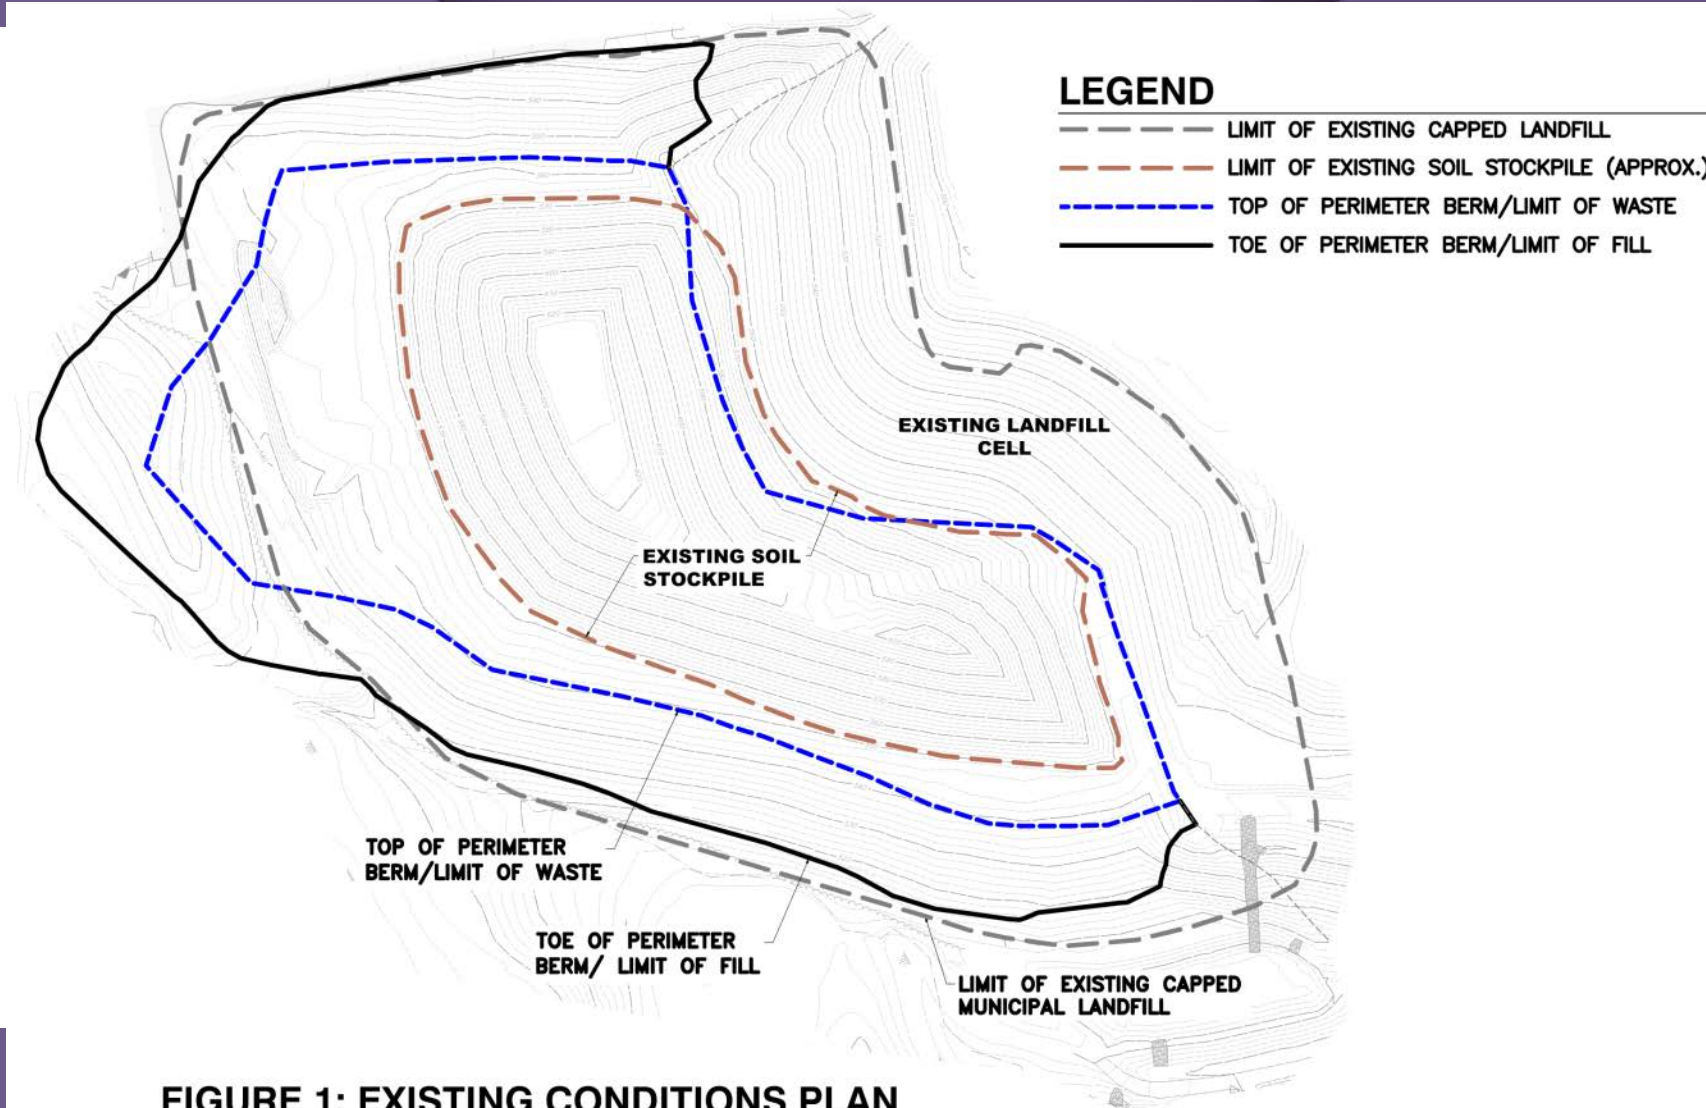 LEGEND
LIMIT OF EXISTING CAPPED LANDFILL
LIMIT OF EXISTING SOIL STOCKPILE (APPROX.)
TOP OF PERIMETER BERM/LIMIT OF WASTE
TOE OF PERIMETER BERM/LIMIT OF FILL
EXISTING LANDFILL
CELL
EXISTING SOIL
STOCKPILE
TOP OF PERIMETER
BERM/LIMIT OF WASTE
TOE OF PERIMETER
BERM/ LIMIT OF FILL
LIMIT OF EXISTING CAPPED
MUNICIPAL LANDFILL
FIGURE 1: EXISTING CONDITIONS PLAN